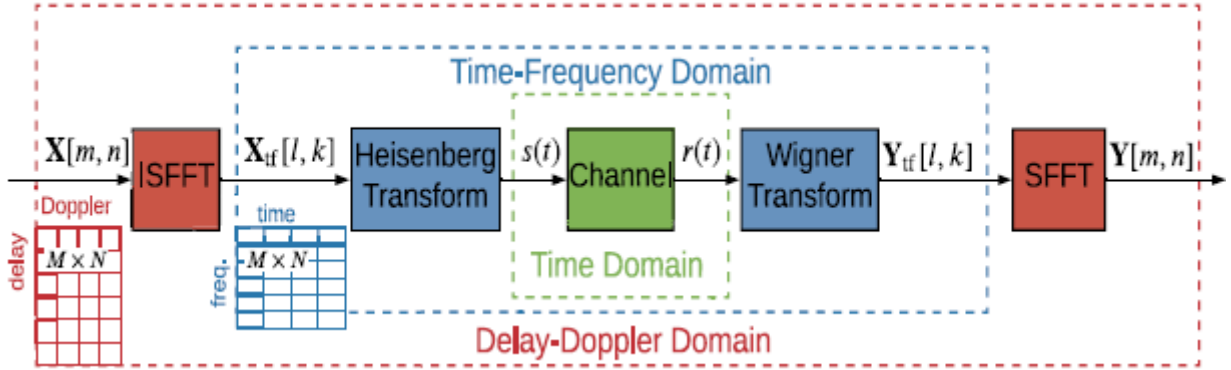 Time-Frequency Domain
X[m, n]
ISFFT
X_tf[l, k]
Heisenberg
Transform
s(t)
Channel
r(t)
Wigner
Transform
Y_tf[l, k]
SFFT
Y[m, n]
Doppler
delay
M × N
time
freq.
M × N
Time Domain
Delay-Doppler Domain